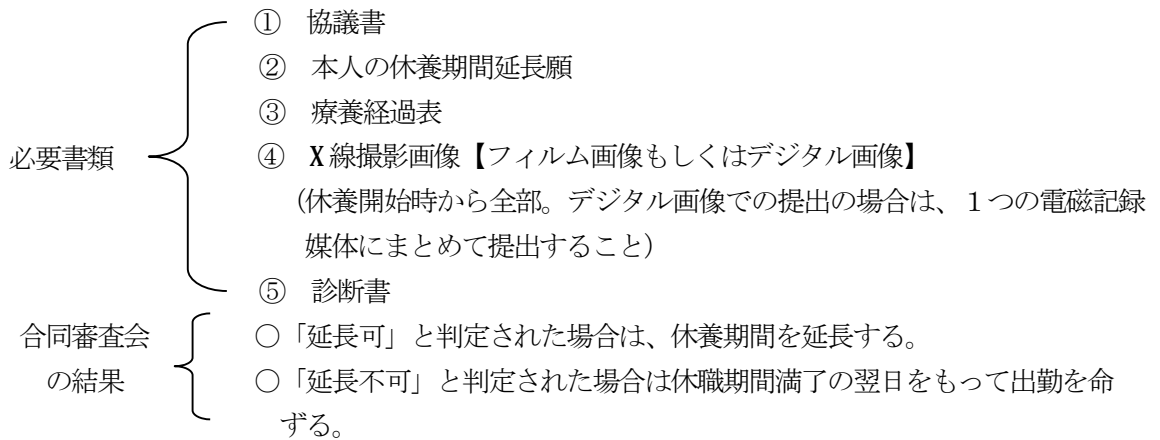 ① 協議書
② 本人の休養期間延長願
③ 療養経過表
必要書類
④ X線撮影画像【フィルム画像もしくはデジタル画像】
(休養開始時から全部。デジタル画像での提出の場合は、１つの電磁記録
媒体にまとめて提出すること)
⑤ 診断書
合同審査会
の結果
○「延長可」と判定された場合は、休養期間を延長する。
○「延長不可」と判定された場合は休職期間満了の翌日をもって出勤を命
ずる。